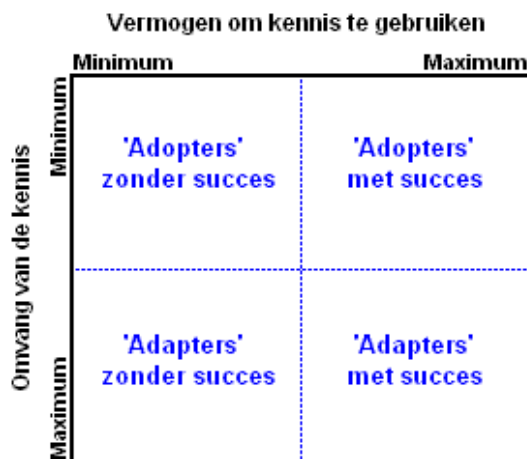 Vermogen om kennis te gebruiken
Minimum Maximum
Omvang van de kennis
Minimum
'Adopters' 'Adopters'
zonder succes met succes
Maximum
'Adapters' 'Adapters'
zonder succes met succes